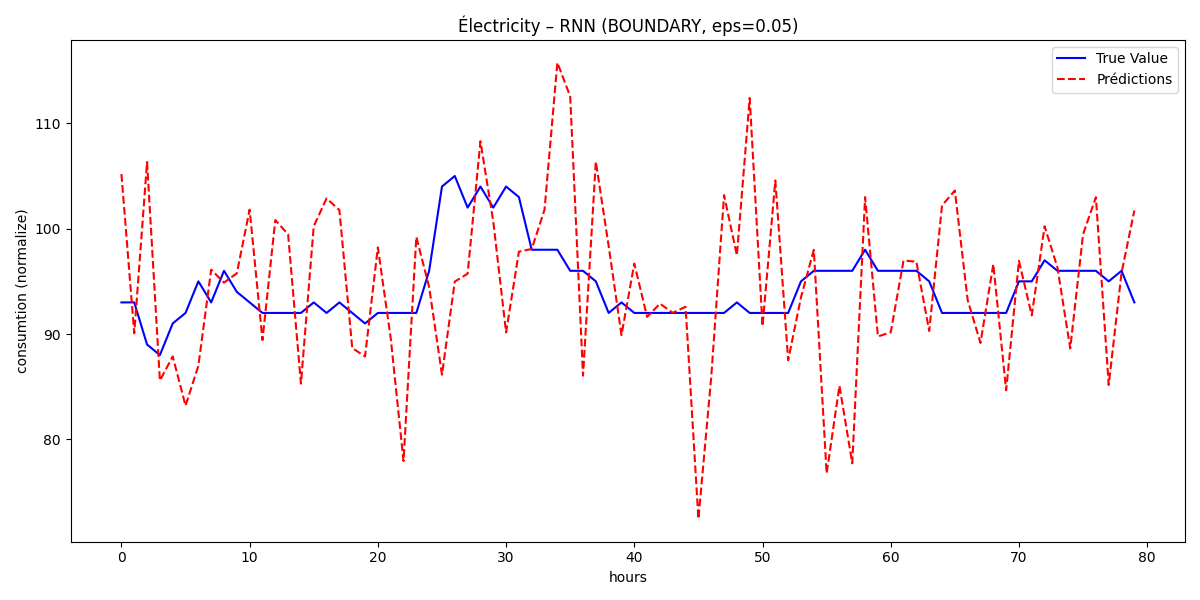 Électricity – RNN (BOUNDARY, eps=0.05)
True Value
Prédictions
consumtion (normalize)
110
100
90
80
0 10 20 30 40 50 60 70 80
hours